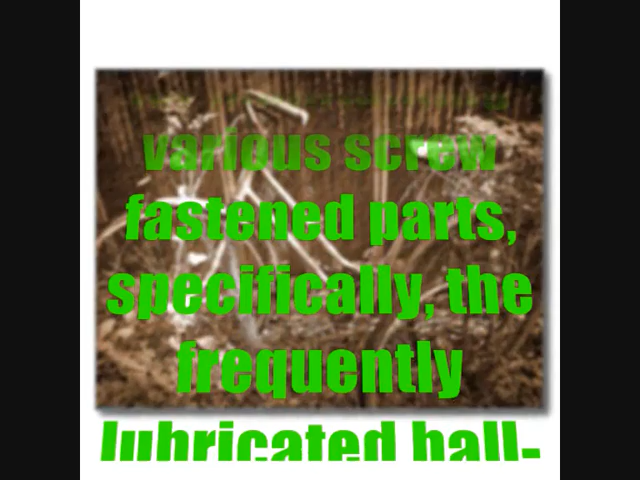 various screw
fastened parts,
specifically, the
frequently
lubricated ball-